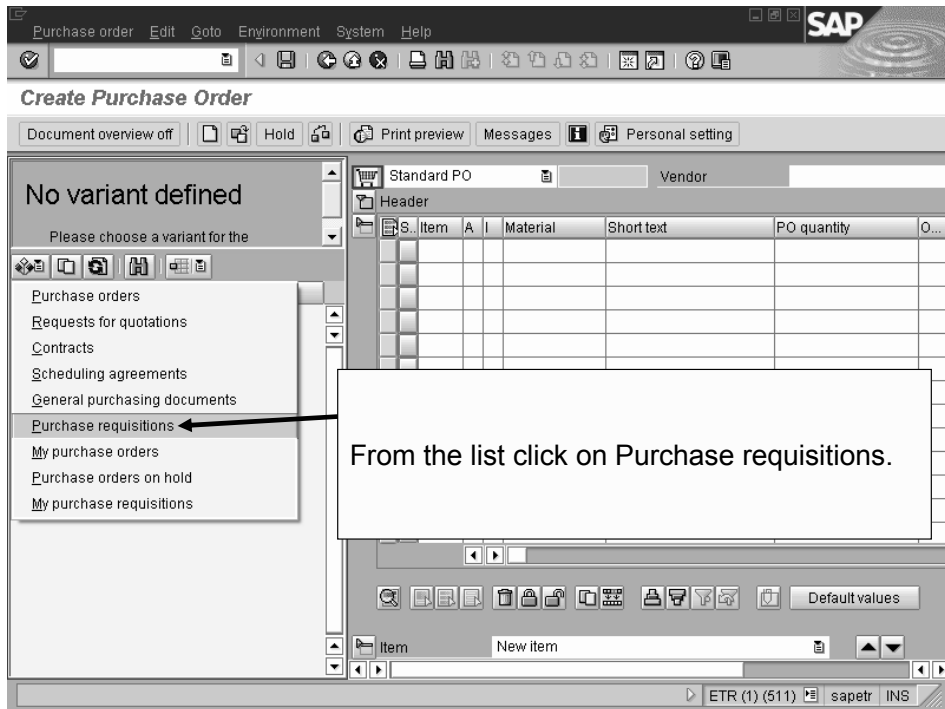 Purchase order Edit Goto Environment System Help
SAP
Create Purchase Order
Document overview off Hold Print preview Messages Personal setting
No variant defined
Please choose a variant for the
Standard PO Vendor
Header
S.. Item A I Material Short text PO quantity O...
Purchase orders
Requests for quotations
Contracts
Scheduling agreements
General purchasing documents
Purchase requisitions
My purchase orders
Purchase orders on hold
My purchase requisitions
From the list click on Purchase requisitions.
Default values
Item New item
ETR (1) (511) sapetr INS